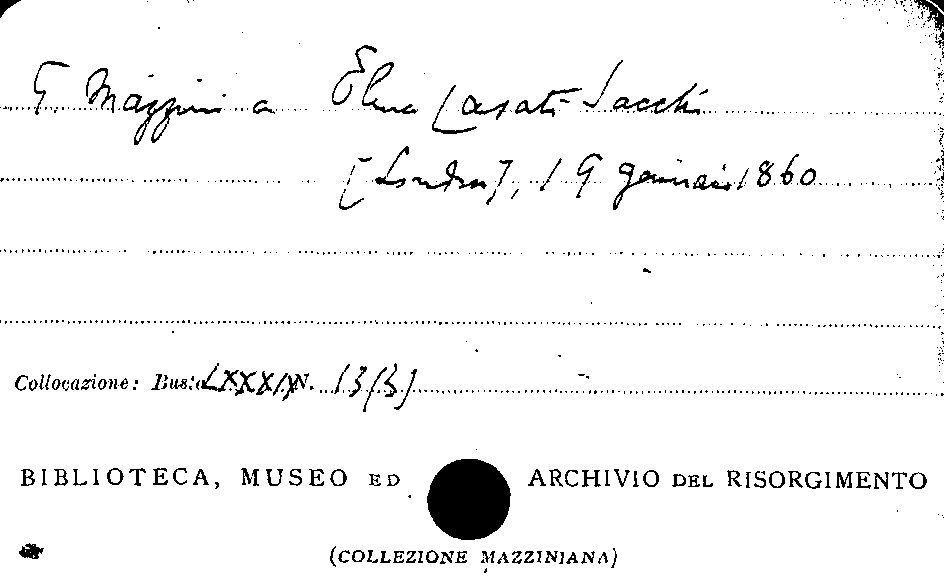 G. Mazzini a Elena Casati-Sacchi
[Londra], 19 gennaio 1860
Collocazione: Busta LXXXIX N. 13(3)
BIBLIOTECA, MUSEO ED ARCHIVIO DEL RISORGIMENTO
(COLLEZIONE MAZZINIANA)